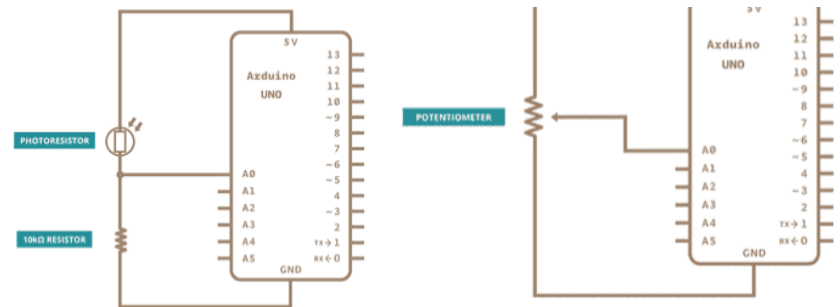 5V
Arduino
UNO
13
12
11
10
~9
8
7
~6
~5
4
~3
2
TX→1
RX←0
A0
A1
A2
A3
A4
A5
GND
PHOTORESISTOR
10kΩ RESISTOR
5V
Arduino
UNO
13
12
11
10
~9
8
7
~6
~5
4
~3
2
TX→1
RX←0
A0
A1
A2
A3
A4
A5
GND
POTENTIOMETER